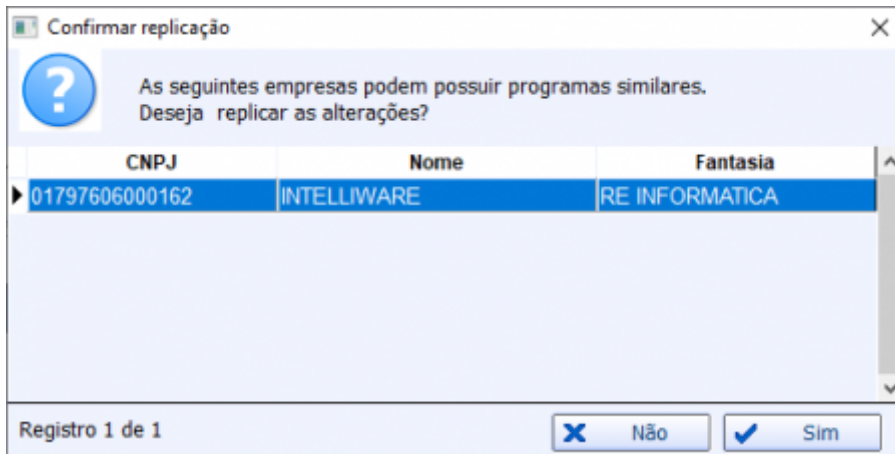 Confirmar replicação
As seguintes empresas podem possuir programas similares.
Deseja replicar as alterações?
CNPJ Nome Fantasia
01797606000162 INTELLIWARE RE INFORMATICA
Registro 1 de 1 Não Sim